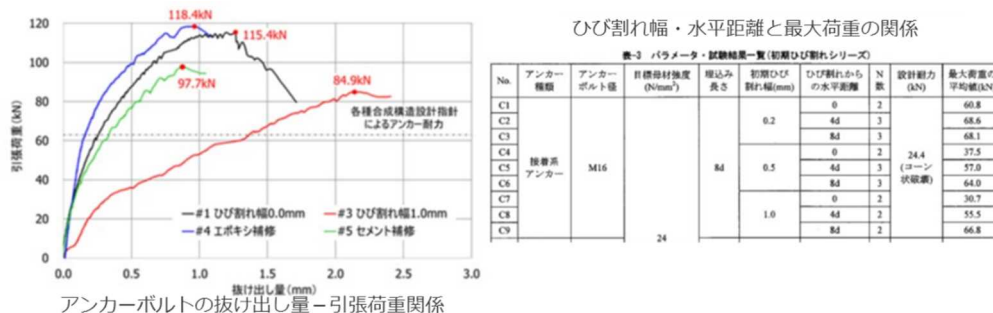 118.4kN
115.4kN
97.7kN
84.9kN
各種合成構造設計指針
によるアンカー耐力
引張荷重(kN)
120
100
80
60
40
20
0
#1 ひび割れ幅0.0mm
#3 ひび割れ幅1.0mm
#4 エポキシ補修
#5 セメント補修
0.0 0.5 1.0 1.5 2.0 2.5 3.0
抜け出し量(mm)
アンカーボルトの抜け出し量－引張荷重関係
ひび割れ幅・水平距離と最大荷重の関係
表-3 パラメータ・試験結果一覧(初期ひび割れシリーズ)
No. アンカー種類 アンカーボルト径 目標母材強度(N/mm²) 埋込み長さ 初期ひび割れ幅(mm) ひび割れからの水平距離 N数 設計耐力(kN) 最大荷重の平均値(kN
C1 接着系アンカー M16 24 8d 0.2 0 2 24.4(コーン状破壊) 60.8
C2 4d 3 68.6
C3 8d 3 68.1
C4 0.5 0 2 37.5
C5 4d 3 57.0
C6 8d 3 64.0
C7 1.0 0 2 30.7
C8 4d 2 55.5
C9 8d 2 66.8